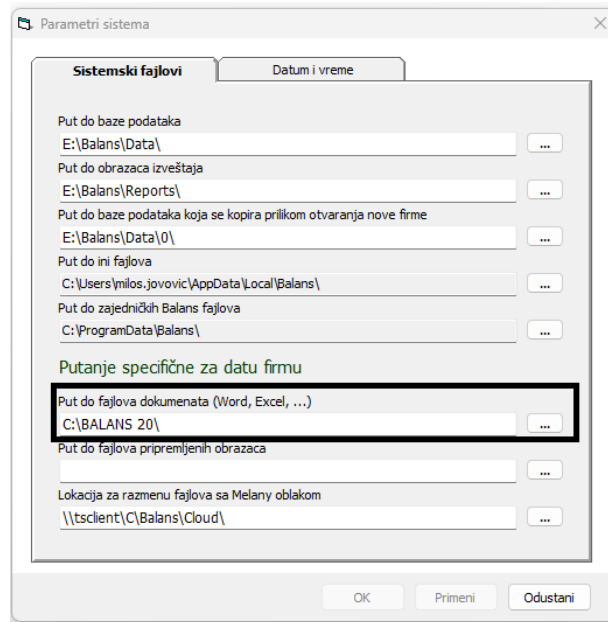 Parametri sistema
Sistemski fajlovi
Datum i vreme
Put do baze podataka
E:\Balans\Data\
...
Put do obrazaca izveštaja
E:\Balans\Reports\
...
Put do baze podataka koja se kopira prilikom otvaranja nove firme
E:\Balans\Data\0\
...
Put do ini fajlova
C:\Users\milos.jovovic\AppData\Local\Balans\
...
Put do zajedničkih Balans fajlova
C:\ProgramData\Balans\
...
Putanje specifične za datu firmu
Put do fajlova dokumenata (Word, Excel, ...)
C:\BALANS 20\
...
Put do fajlova pripremljenih obrazaca
...
Lokacija za razmenu fajlova sa Melany oblakom
\\tsclient\C\Balans\Cloud\
...
OK
Primeni
Odustani